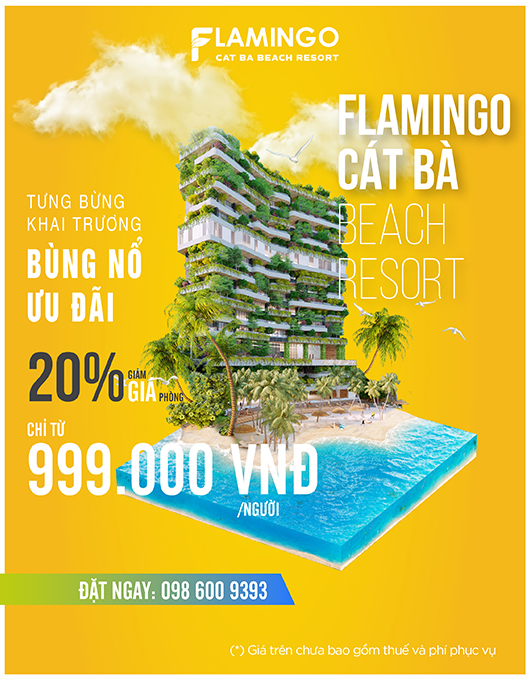 FLAMINGO
CAT BA BEACH RESORT
FLAMINGO
CÁT BÀ
BEACH
RESORT
TƯNG BỪNG
KHAI TRƯƠNG
BÙNG NỔ
ƯU ĐÃI
20% GIẢM GIÁ PHÒNG
CHỈ TỪ
999.000 VNĐ
/NGƯỜI
ĐẶT NGAY: 098 600 9393
(*) Giá trên chưa bao gồm thuế và phí phục vụ